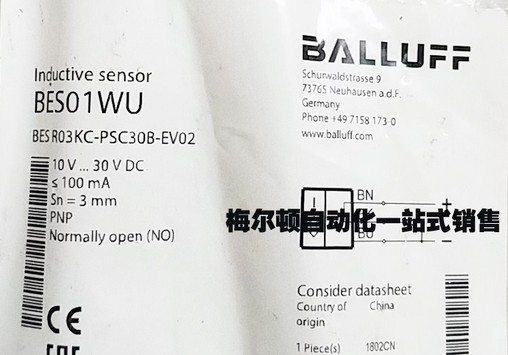 Inductive sensor
BES01WU
BES R03KC-PSC30B-EV02
10 V ... 30 V DC
≤ 100 mA
Sn = 3 mm
PNP
Normally open (NO)
CE
EAC
BALLUFF
Schurwaldstrasse 9
73765 Neuhausen a.d.F.
Germany
Phone +49 7158 173-0
www.balluff.com
BN
+
梅尔顿自动化一站式销售
BU
−
Consider datasheet
Country of China
origin
1 Piece(s) 1802CN